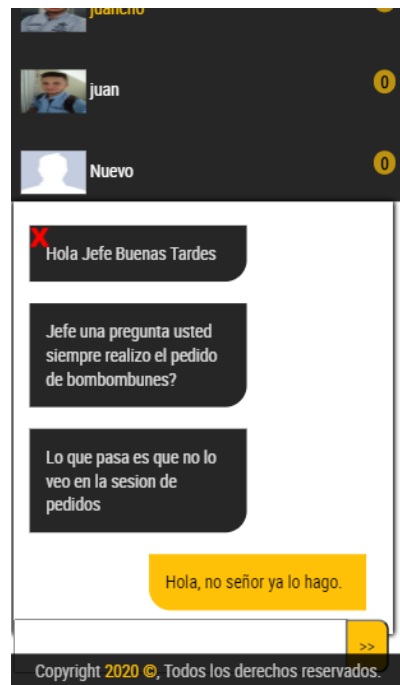 juancho
0
juan
0
Nuevo
0
X
Hola Jefe Buenas Tardes
Jefe una pregunta usted
siempre realizo el pedido
de bombombunes?
Lo que pasa es que no lo
veo en la sesion de
pedidos
Hola, no señor ya lo hago.
>>
Copyright 2020 ©, Todos los derechos reservados.